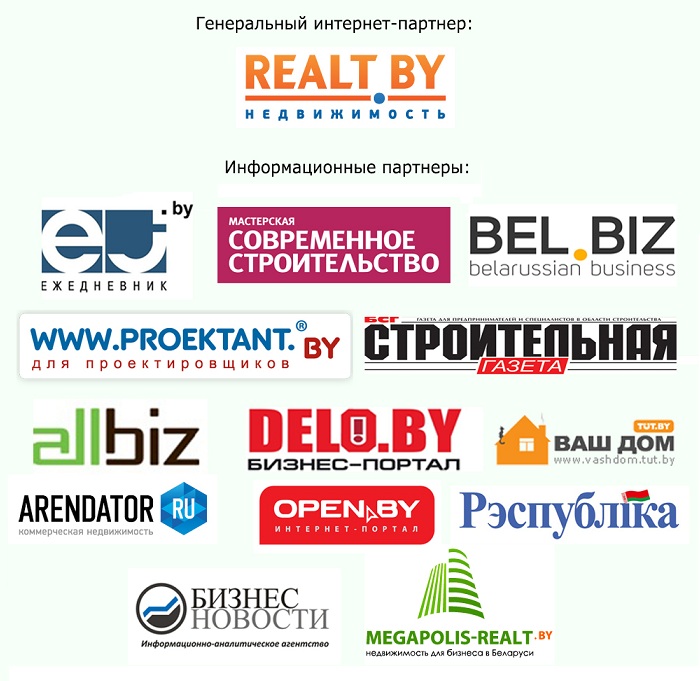 Генеральный интернет-партнер:
REALT.BY
НЕДВИЖИМОСТЬ
Информационные партнеры:
ej.by
ЕЖЕДНЕВНИК
МАСТЕРСКАЯ
СОВРЕМЕННОЕ
СТРОИТЕЛЬСТВО
BEL.BIZ
belarussian business
WWW.PROEKTANT.® BY
для проектировщиков
БСГ ГАЗЕТА ДЛЯ ПРЕДПРИНИМАТЕЛЕЙ И СПЕЦИАЛИСТОВ В ОБЛАСТИ СТРОИТЕЛЬСТВА
СТРОИТЕЛЬНАЯ
ГАЗЕТА
allbiz
DELO.BY
БИЗНЕС-ПОРТАЛ
TUT.BY
ВАШ ДОМ
www.vashdom.tut.by
ARENDATOR RU
коммерческая недвижимость
OPEN.BY
ИНТЕРНЕТ-ПОРТАЛ
Рэспубліка
БИЗНЕС
НОВОСТИ
Информационно-аналитическое агентство
MEGAPOLIS-REALT.BY
недвижимость для бизнеса в Беларуси